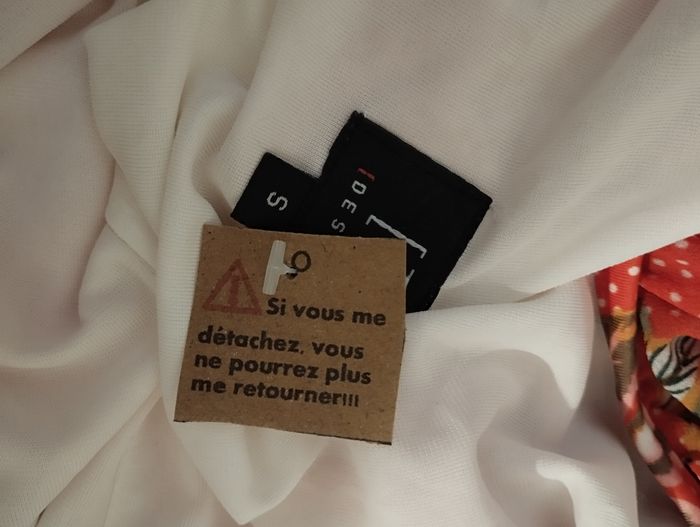 S
Si vous me
détachez, vous
ne pourrez plus
me retourner!!!